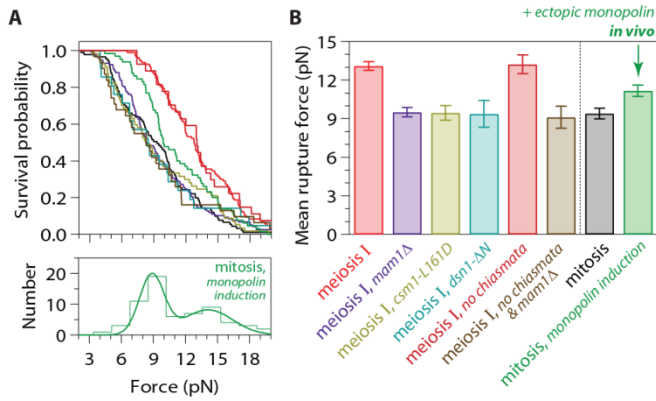 A
Survival probability
1.0
0.8
0.6
0.4
0.2
0.0
Number
20
10
0
mitosis,
monopolin
induction
3 6 9 12 15 18
Force (pN)
B
+ ectopic monopolin
in vivo
Mean rupture force (pN)
15
12
9
6
3
0
meiosis I
meiosis I, mam1Δ
meiosis I, csm1-L161D
meiosis I, dsn1-ΔN
meiosis I, no chiasmata
meiosis I, no chiasmata
& mam1Δ
mitosis
mitosis, monopolin induction